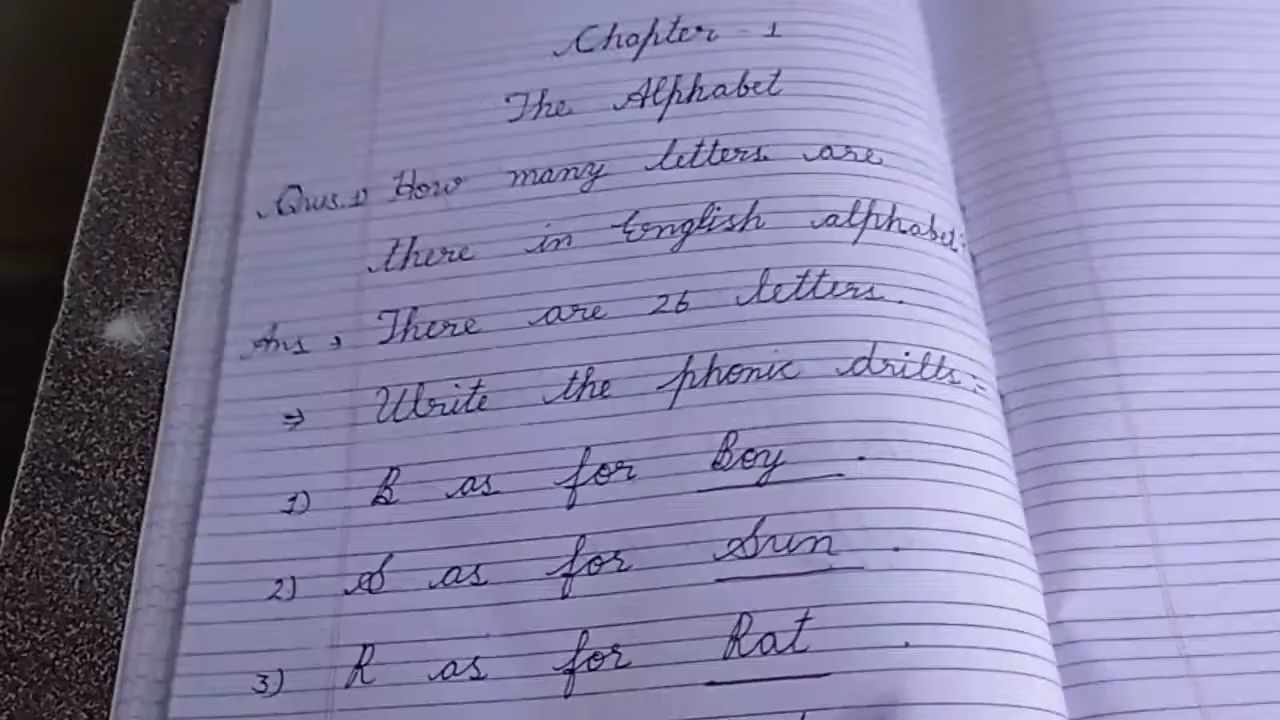 Chapter - 1
The Alphabet
Qus.1) How many letters are
there in English alphabet:
Ans, There are 26 letters.
⇒ Write the phonic drills:-
1) B as for Boy .
2) S as for Sun .
3) R as for Rat .